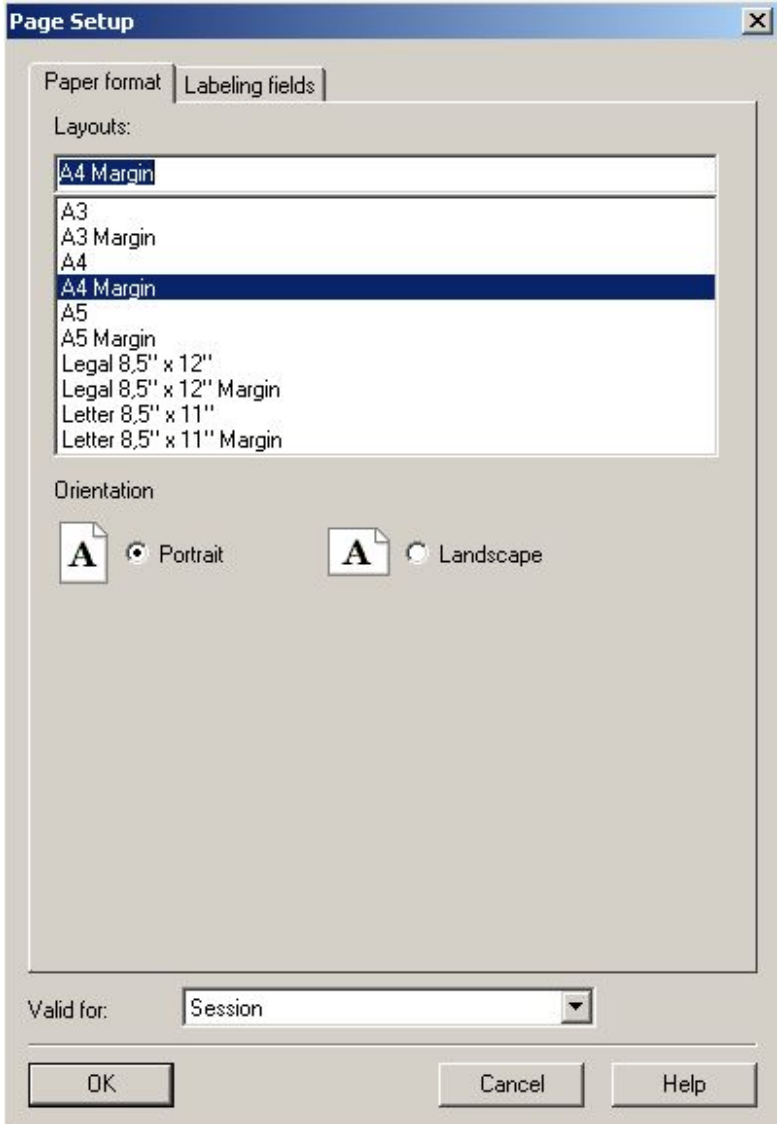 Page Setup
Paper format Labeling fields
Layouts:
A4 Margin
A3
A3 Margin
A4
A4 Margin
A5
A5 Margin
Legal 8,5" x 12"
Legal 8,5" x 12" Margin
Letter 8,5" x 11"
Letter 8,5" x 11" Margin
Orientation
A Portrait A Landscape
Valid for: Session
OK Cancel Help